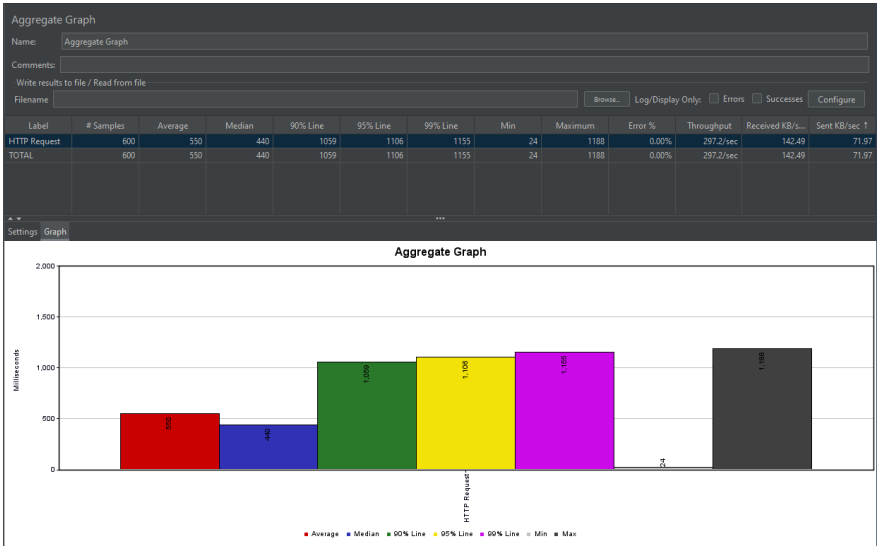 Aggregate Graph
Name: Aggregate Graph
Comments:
Write results to file / Read from file
Filename Browse... Log/Display Only: Errors Successes Configure
Label # Samples Average Median 90% Line 95% Line 99% Line Min Maximum Error % Throughput Received KB/s... Sent KB/sec ↑
HTTP Request 600 550 440 1059 1106 1155 24 1188 0.00% 297.2/sec 142.49 71.97
TOTAL 600 550 440 1059 1106 1155 24 1188 0.00% 297.2/sec 142.49 71.97
Settings Graph
Aggregate Graph
2,000
1,500
1,000
500
0
Milliseconds
550
440
1,059
1,106
1,155
24
1,188
HTTP Request
Average Median 90% Line 95% Line 99% Line Min Max